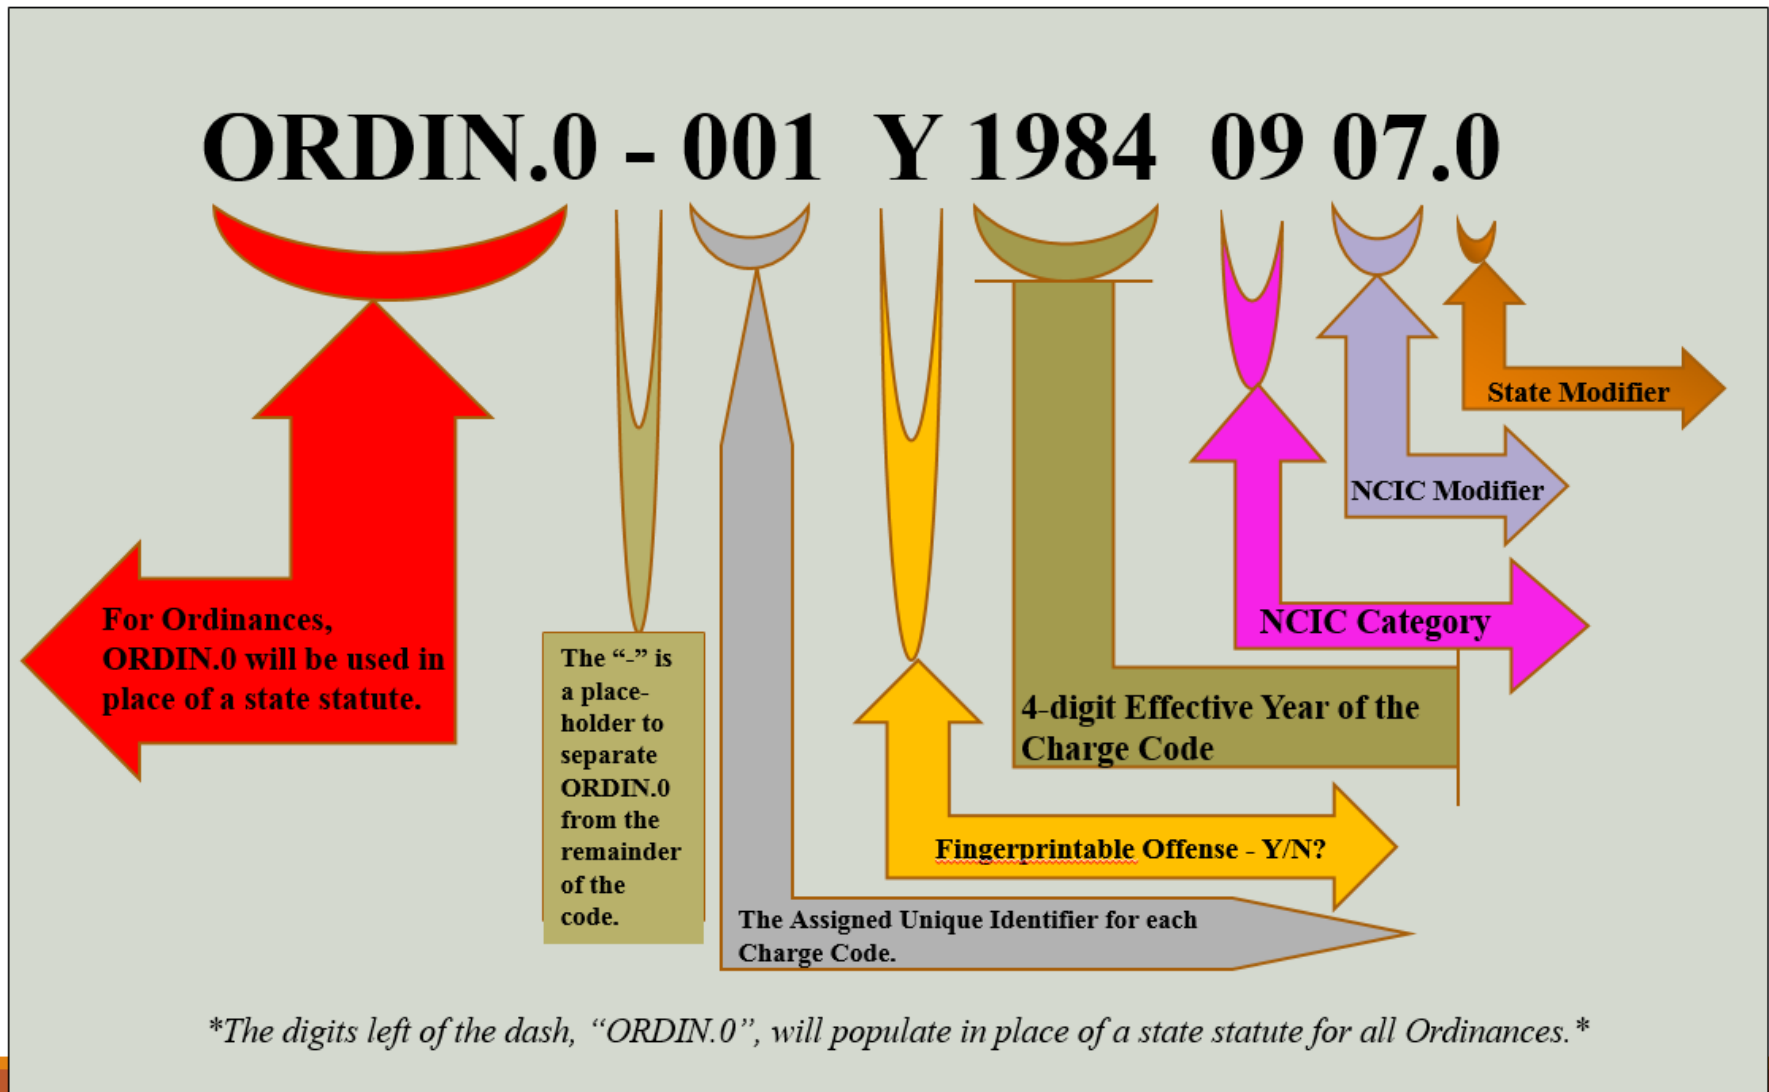 ORDIN.0 - 001 Y 1984 09 07.0
State Modifier
NCIC Modifier
NCIC Category
For Ordinances,
ORDIN.0 will be used in
place of a state statute.
The “-” is
a place-
holder to
separate
ORDIN.0
from the
remainder
of the
code.
4-digit Effective Year of the
Charge Code
Fingerprintable Offense - Y/N?
The Assigned Unique Identifier for each
Charge Code.
*The digits left of the dash, “ORDIN.0”, will populate in place of a state statute for all Ordinances.*